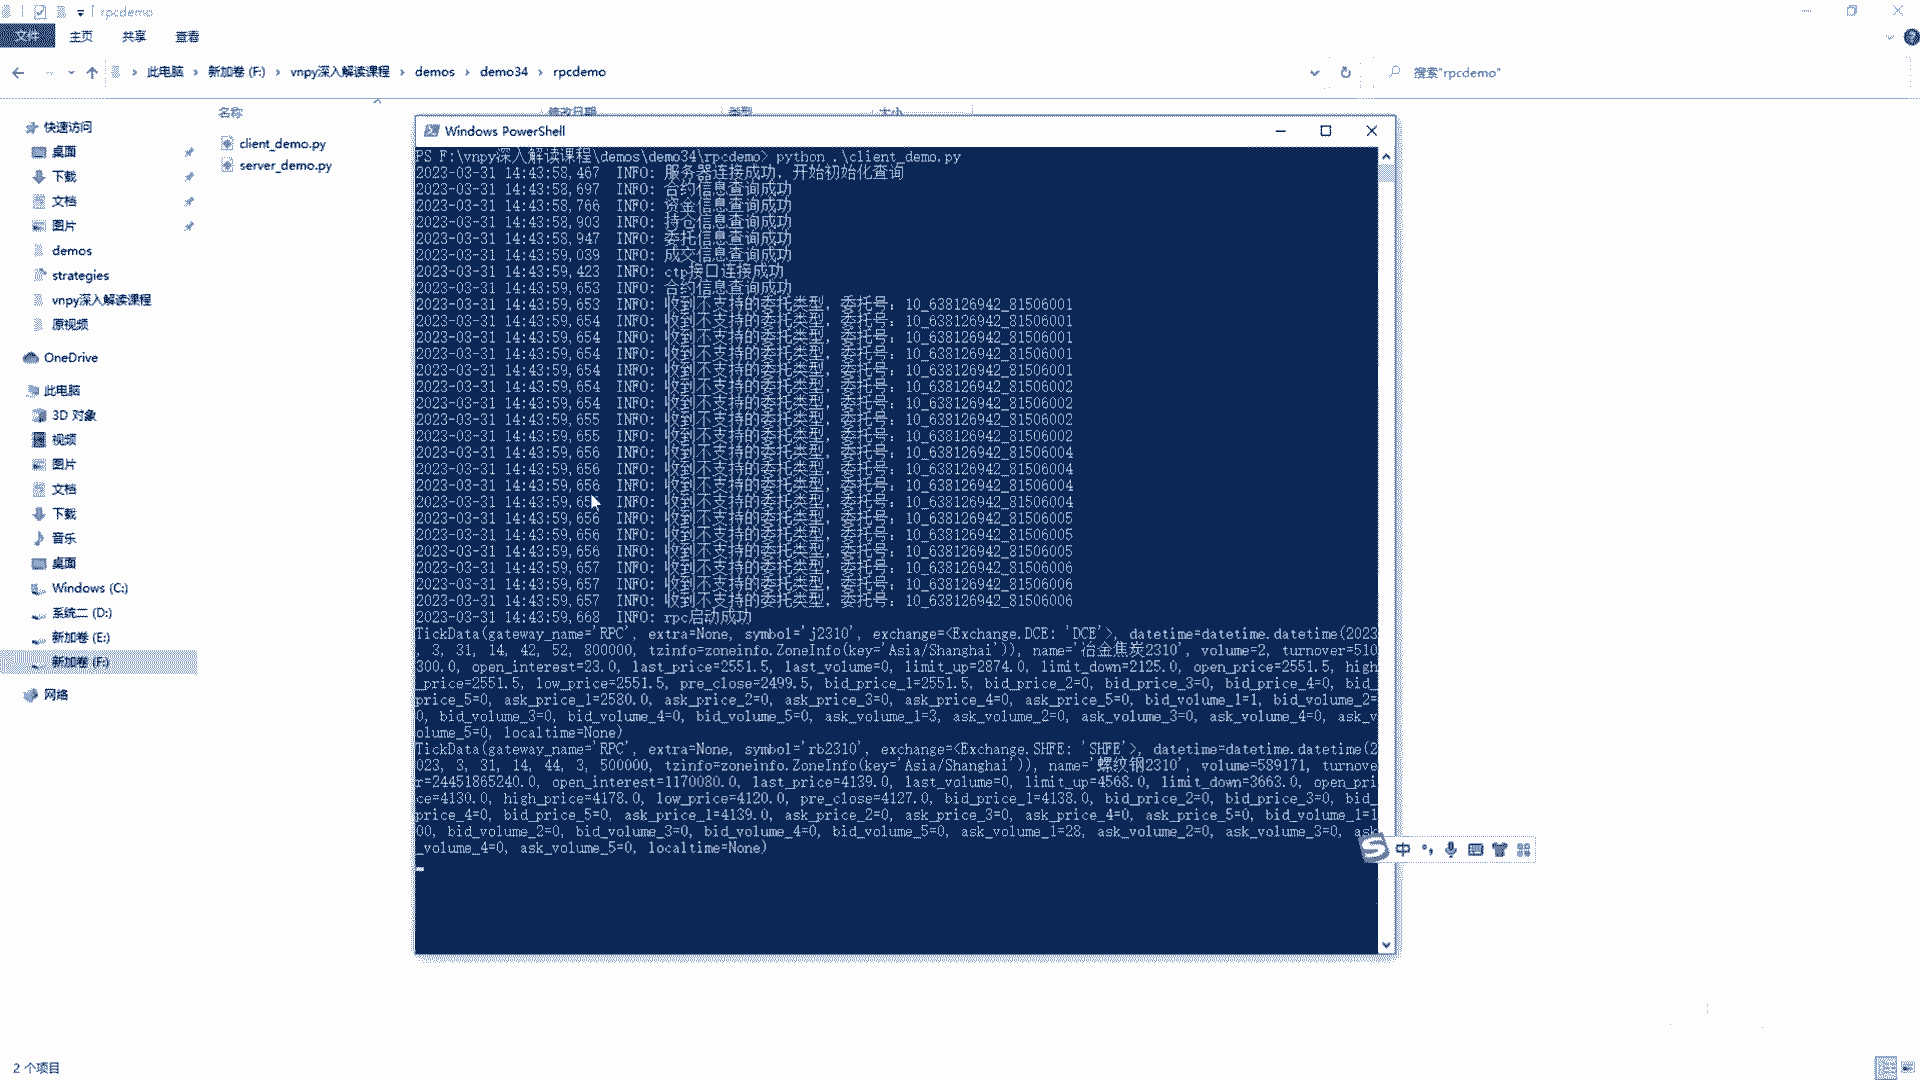 rpcdemo
文件 主页 共享 查看
此电脑 › 新加卷 (F:) › vnpy深入解读课程 › demos › demo34 › rpcdemo
搜索"rpcdemo"
名称 修改日期 类型 大小
快速访问
桌面
下载
文档
图片
demos
strategies
vnpy深入解读课程
原视频
OneDrive
此电脑
3D 对象
视频
图片
文档
下载
音乐
桌面
Windows (C:)
系统二 (D:)
新加卷 (E:)
新加卷 (F:)
网络
client_demo.py
server_demo.py
Windows PowerShell
PS F:\vnpy深入解读课程\demos\demo34\rpcdemo> python .\client_demo.py
2023-03-31 14:43:58,467 INFO: 服务器连接成功，开始初始化查询
2023-03-31 14:43:58,697 INFO: 合约信息查询成功
2023-03-31 14:43:58,766 INFO: 资金信息查询成功
2023-03-31 14:43:58,903 INFO: 持仓信息查询成功
2023-03-31 14:43:58,947 INFO: 委托信息查询成功
2023-03-31 14:43:59,039 INFO: 成交信息查询成功
2023-03-31 14:43:59,423 INFO: ctp接口连接成功
2023-03-31 14:43:59,653 INFO: 合约信息查询成功
2023-03-31 14:43:59,653 INFO: 收到不支持的委托类型，委托号：10_638126942_81506001
2023-03-31 14:43:59,654 INFO: 收到不支持的委托类型，委托号：10_638126942_81506001
2023-03-31 14:43:59,654 INFO: 收到不支持的委托类型，委托号：10_638126942_81506001
2023-03-31 14:43:59,654 INFO: 收到不支持的委托类型，委托号：10_638126942_81506001
2023-03-31 14:43:59,654 INFO: 收到不支持的委托类型，委托号：10_638126942_81506001
2023-03-31 14:43:59,654 INFO: 收到不支持的委托类型，委托号：10_638126942_81506002
2023-03-31 14:43:59,654 INFO: 收到不支持的委托类型，委托号：10_638126942_81506002
2023-03-31 14:43:59,655 INFO: 收到不支持的委托类型，委托号：10_638126942_81506002
2023-03-31 14:43:59,655 INFO: 收到不支持的委托类型，委托号：10_638126942_81506002
2023-03-31 14:43:59,656 INFO: 收到不支持的委托类型，委托号：10_638126942_81506004
2023-03-31 14:43:59,656 INFO: 收到不支持的委托类型，委托号：10_638126942_81506004
2023-03-31 14:43:59,656 INFO: 收到不支持的委托类型，委托号：10_638126942_81506004
2023-03-31 14:43:59,656 INFO: 收到不支持的委托类型，委托号：10_638126942_81506004
2023-03-31 14:43:59,656 INFO: 收到不支持的委托类型，委托号：10_638126942_81506005
2023-03-31 14:43:59,656 INFO: 收到不支持的委托类型，委托号：10_638126942_81506005
2023-03-31 14:43:59,656 INFO: 收到不支持的委托类型，委托号：10_638126942_81506005
2023-03-31 14:43:59,657 INFO: 收到不支持的委托类型，委托号：10_638126942_81506006
2023-03-31 14:43:59,657 INFO: 收到不支持的委托类型，委托号：10_638126942_81506006
2023-03-31 14:43:59,657 INFO: 收到不支持的委托类型，委托号：10_638126942_81506006
2023-03-31 14:43:59,668 INFO: rpc启动成功
TickData(gateway_name='RPC', extra=None, symbol='j2310', exchange=<Exchange.DCE: 'DCE'>, datetime=datetime.datetime(2023
, 3, 31, 14, 42, 52, 800000, tzinfo=zoneinfo.ZoneInfo(key='Asia/Shanghai')), name='冶金焦炭2310', volume=2, turnover=510
300.0, open_interest=23.0, last_price=2551.5, last_volume=0, limit_up=2874.0, limit_down=2125.0, open_price=2551.5, high
_price=2551.5, low_price=2551.5, pre_close=2499.5, bid_price_1=2551.5, bid_price_2=0, bid_price_3=0, bid_price_4=0, bid_
price_5=0, ask_price_1=2580.0, ask_price_2=0, ask_price_3=0, ask_price_4=0, ask_price_5=0, bid_volume_1=1, bid_volume_2=
0, bid_volume_3=0, bid_volume_4=0, bid_volume_5=0, ask_volume_1=3, ask_volume_2=0, ask_volume_3=0, ask_volume_4=0, ask_v
olume_5=0, localtime=None)
TickData(gateway_name='RPC', extra=None, symbol='rb2310', exchange=<Exchange.SHFE: 'SHFE'>, datetime=datetime.datetime(2
023, 3, 31, 14, 44, 3, 500000, tzinfo=zoneinfo.ZoneInfo(key='Asia/Shanghai')), name='螺纹钢2310', volume=589171, turnove
r=24451865240.0, open_interest=1170080.0, last_price=4139.0, last_volume=0, limit_up=4568.0, limit_down=3663.0, open_pri
ce=4130.0, high_price=4178.0, low_price=4120.0, pre_close=4127.0, bid_price_1=4138.0, bid_price_2=0, bid_price_3=0, bid_
price_4=0, bid_price_5=0, ask_price_1=4139.0, ask_price_2=0, ask_price_3=0, ask_price_4=0, ask_price_5=0, bid_volume_1=1
00, bid_volume_2=0, bid_volume_3=0, bid_volume_4=0, bid_volume_5=0, ask_volume_1=28, ask_volume_2=0, ask_volume_3=0, ask
_volume_4=0, ask_volume_5=0, localtime=None)
中
2 个项目